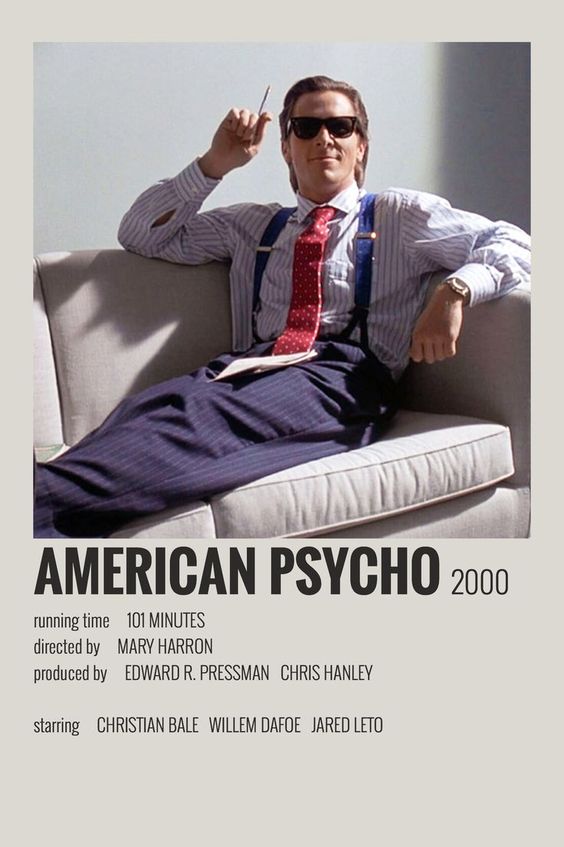 AMERICAN PSYCHO 2000
running time 101 MINUTES
directed by MARY HARRON
produced by EDWARD R. PRESSMAN CHRIS HANLEY
starring CHRISTIAN BALE WILLEM DAFOE JARED LETO